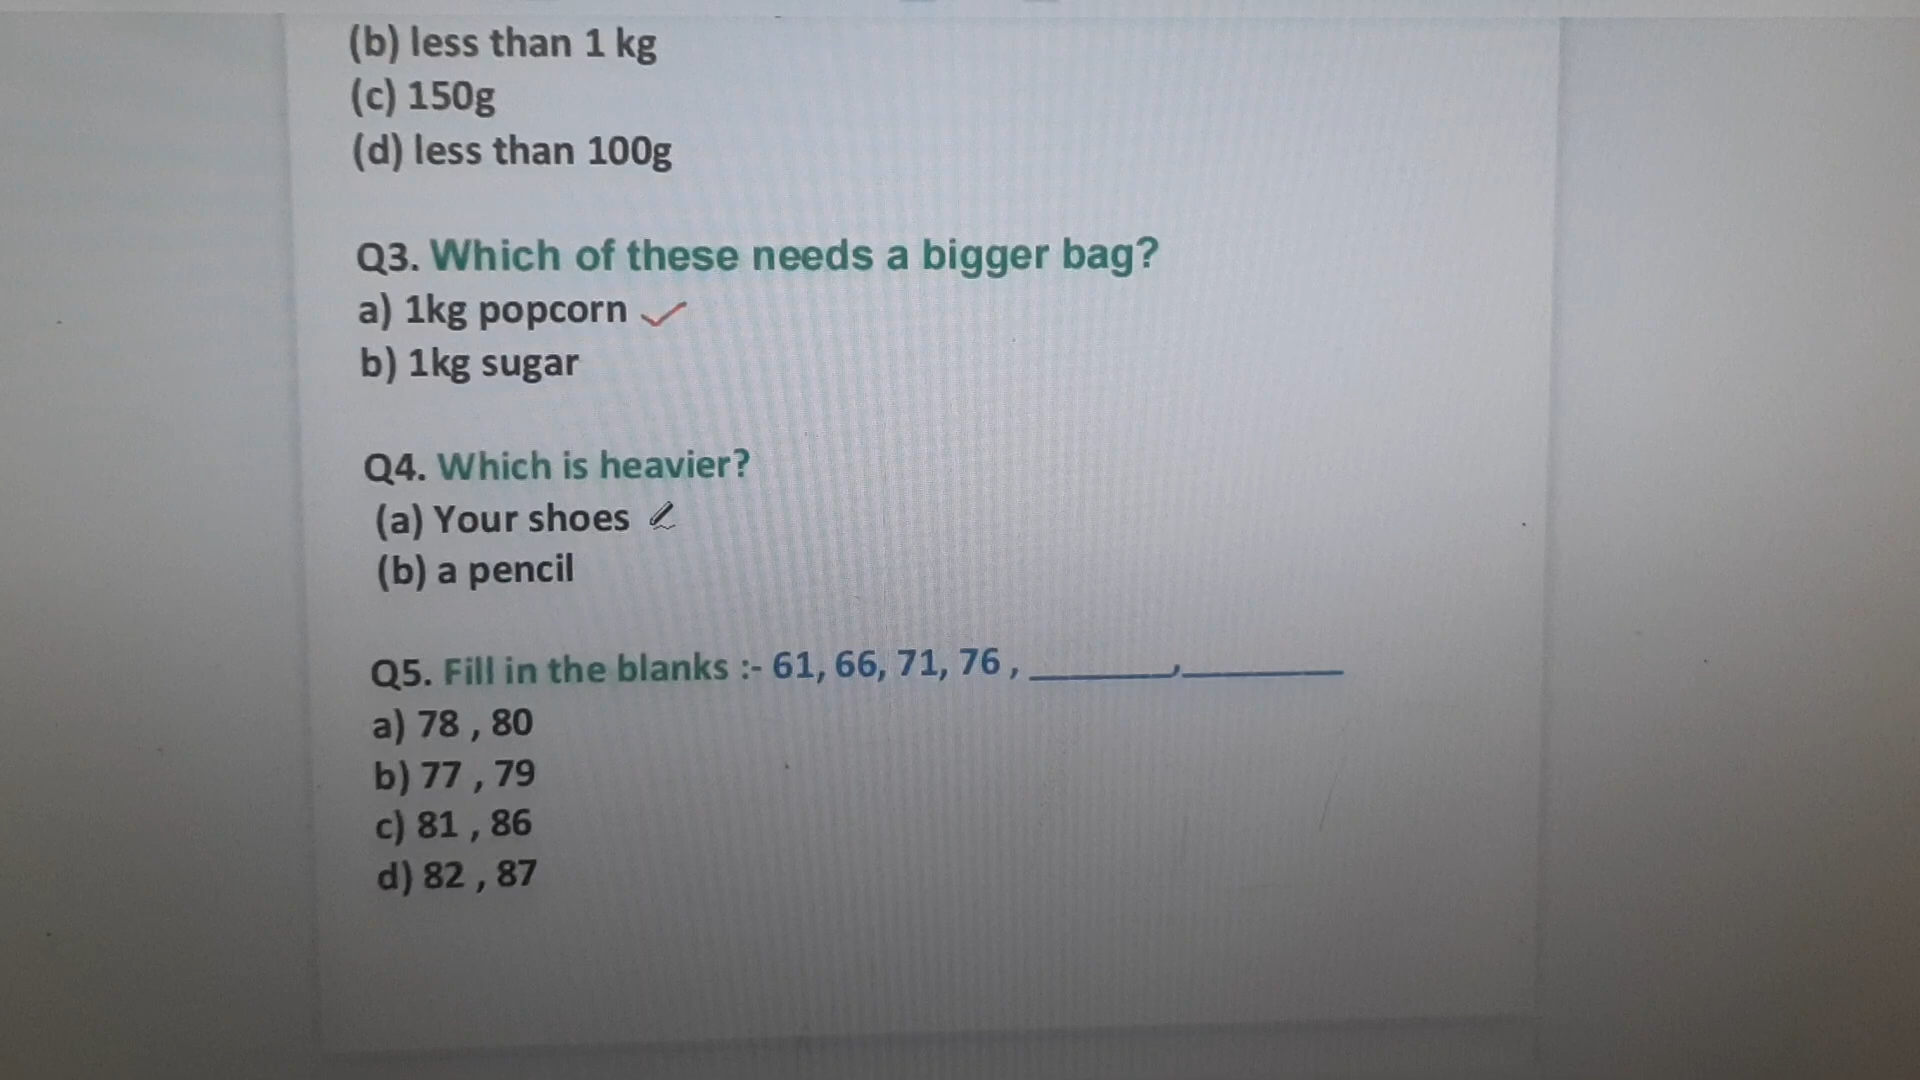 (b) less than 1 kg
(c) 150g
(d) less than 100g
Q3. Which of these needs a bigger bag?
a) 1kg popcorn
b) 1kg sugar
Q4. Which is heavier?
(a) Your shoes
(b) a pencil
Q5. Fill in the blanks :- 61, 66, 71, 76 , ________,_________
a) 78 , 80
b) 77 , 79
c) 81 , 86
d) 82 , 87